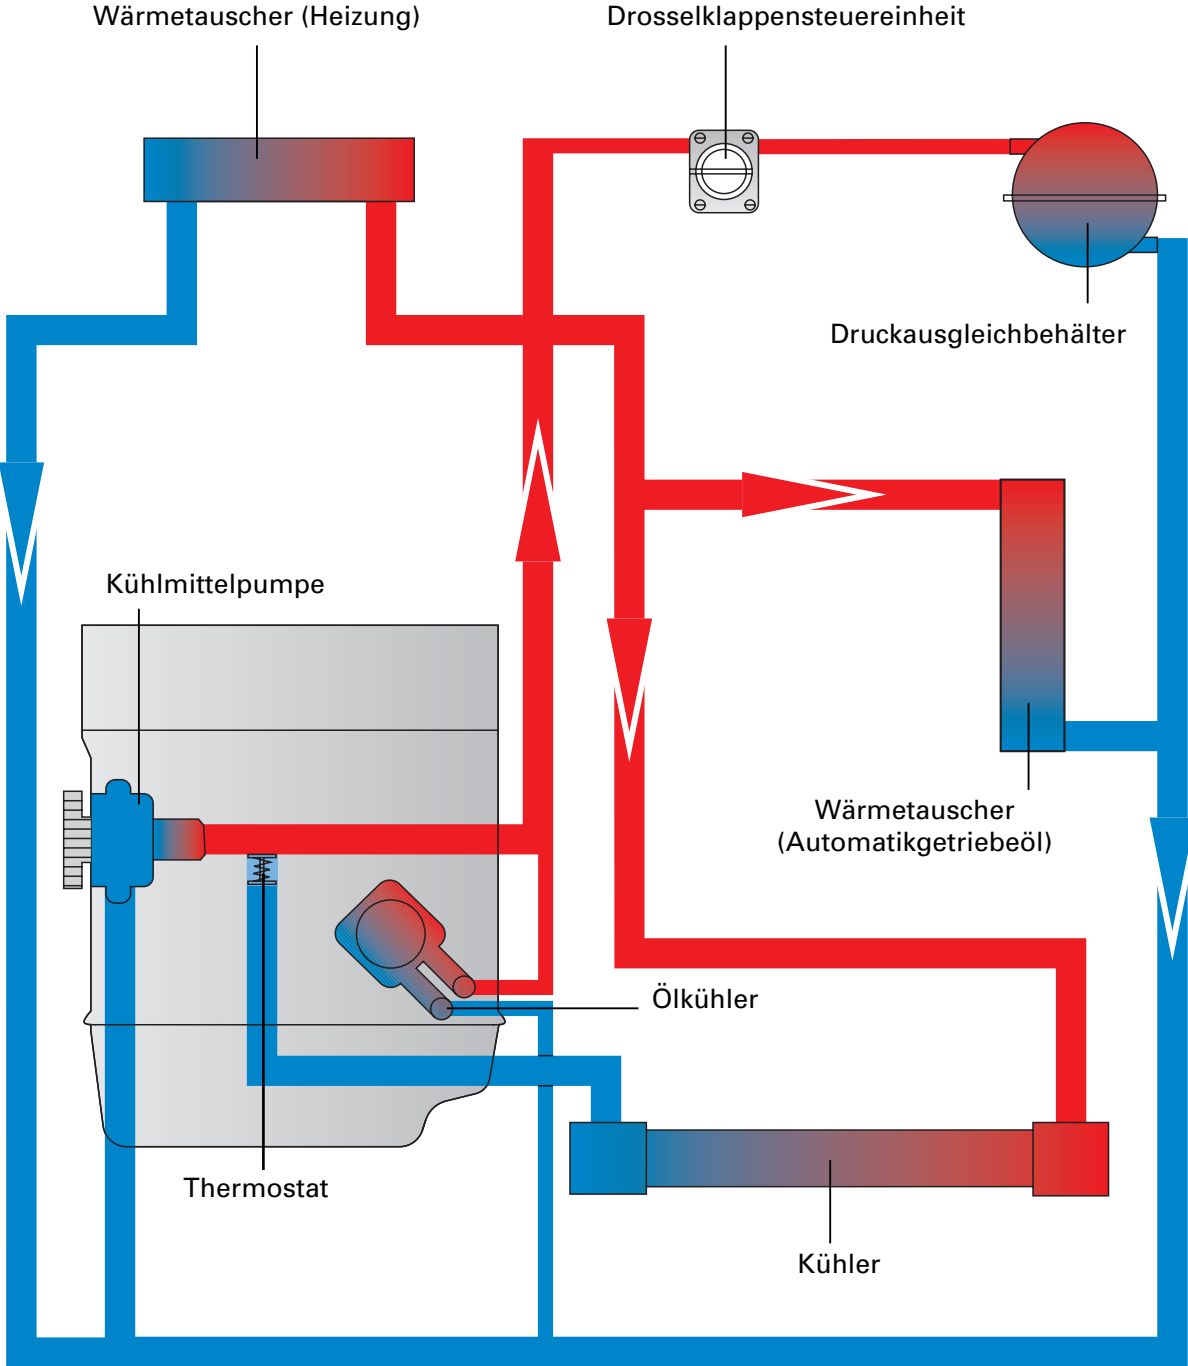 Wärmetauscher (Heizung)
Drosselklappensteuereinheit
Druckausgleichbehälter
Kühlmittelpumpe
Wärmetauscher
(Automatikgetriebeöl)
Ölkühler
Thermostat
Kühler